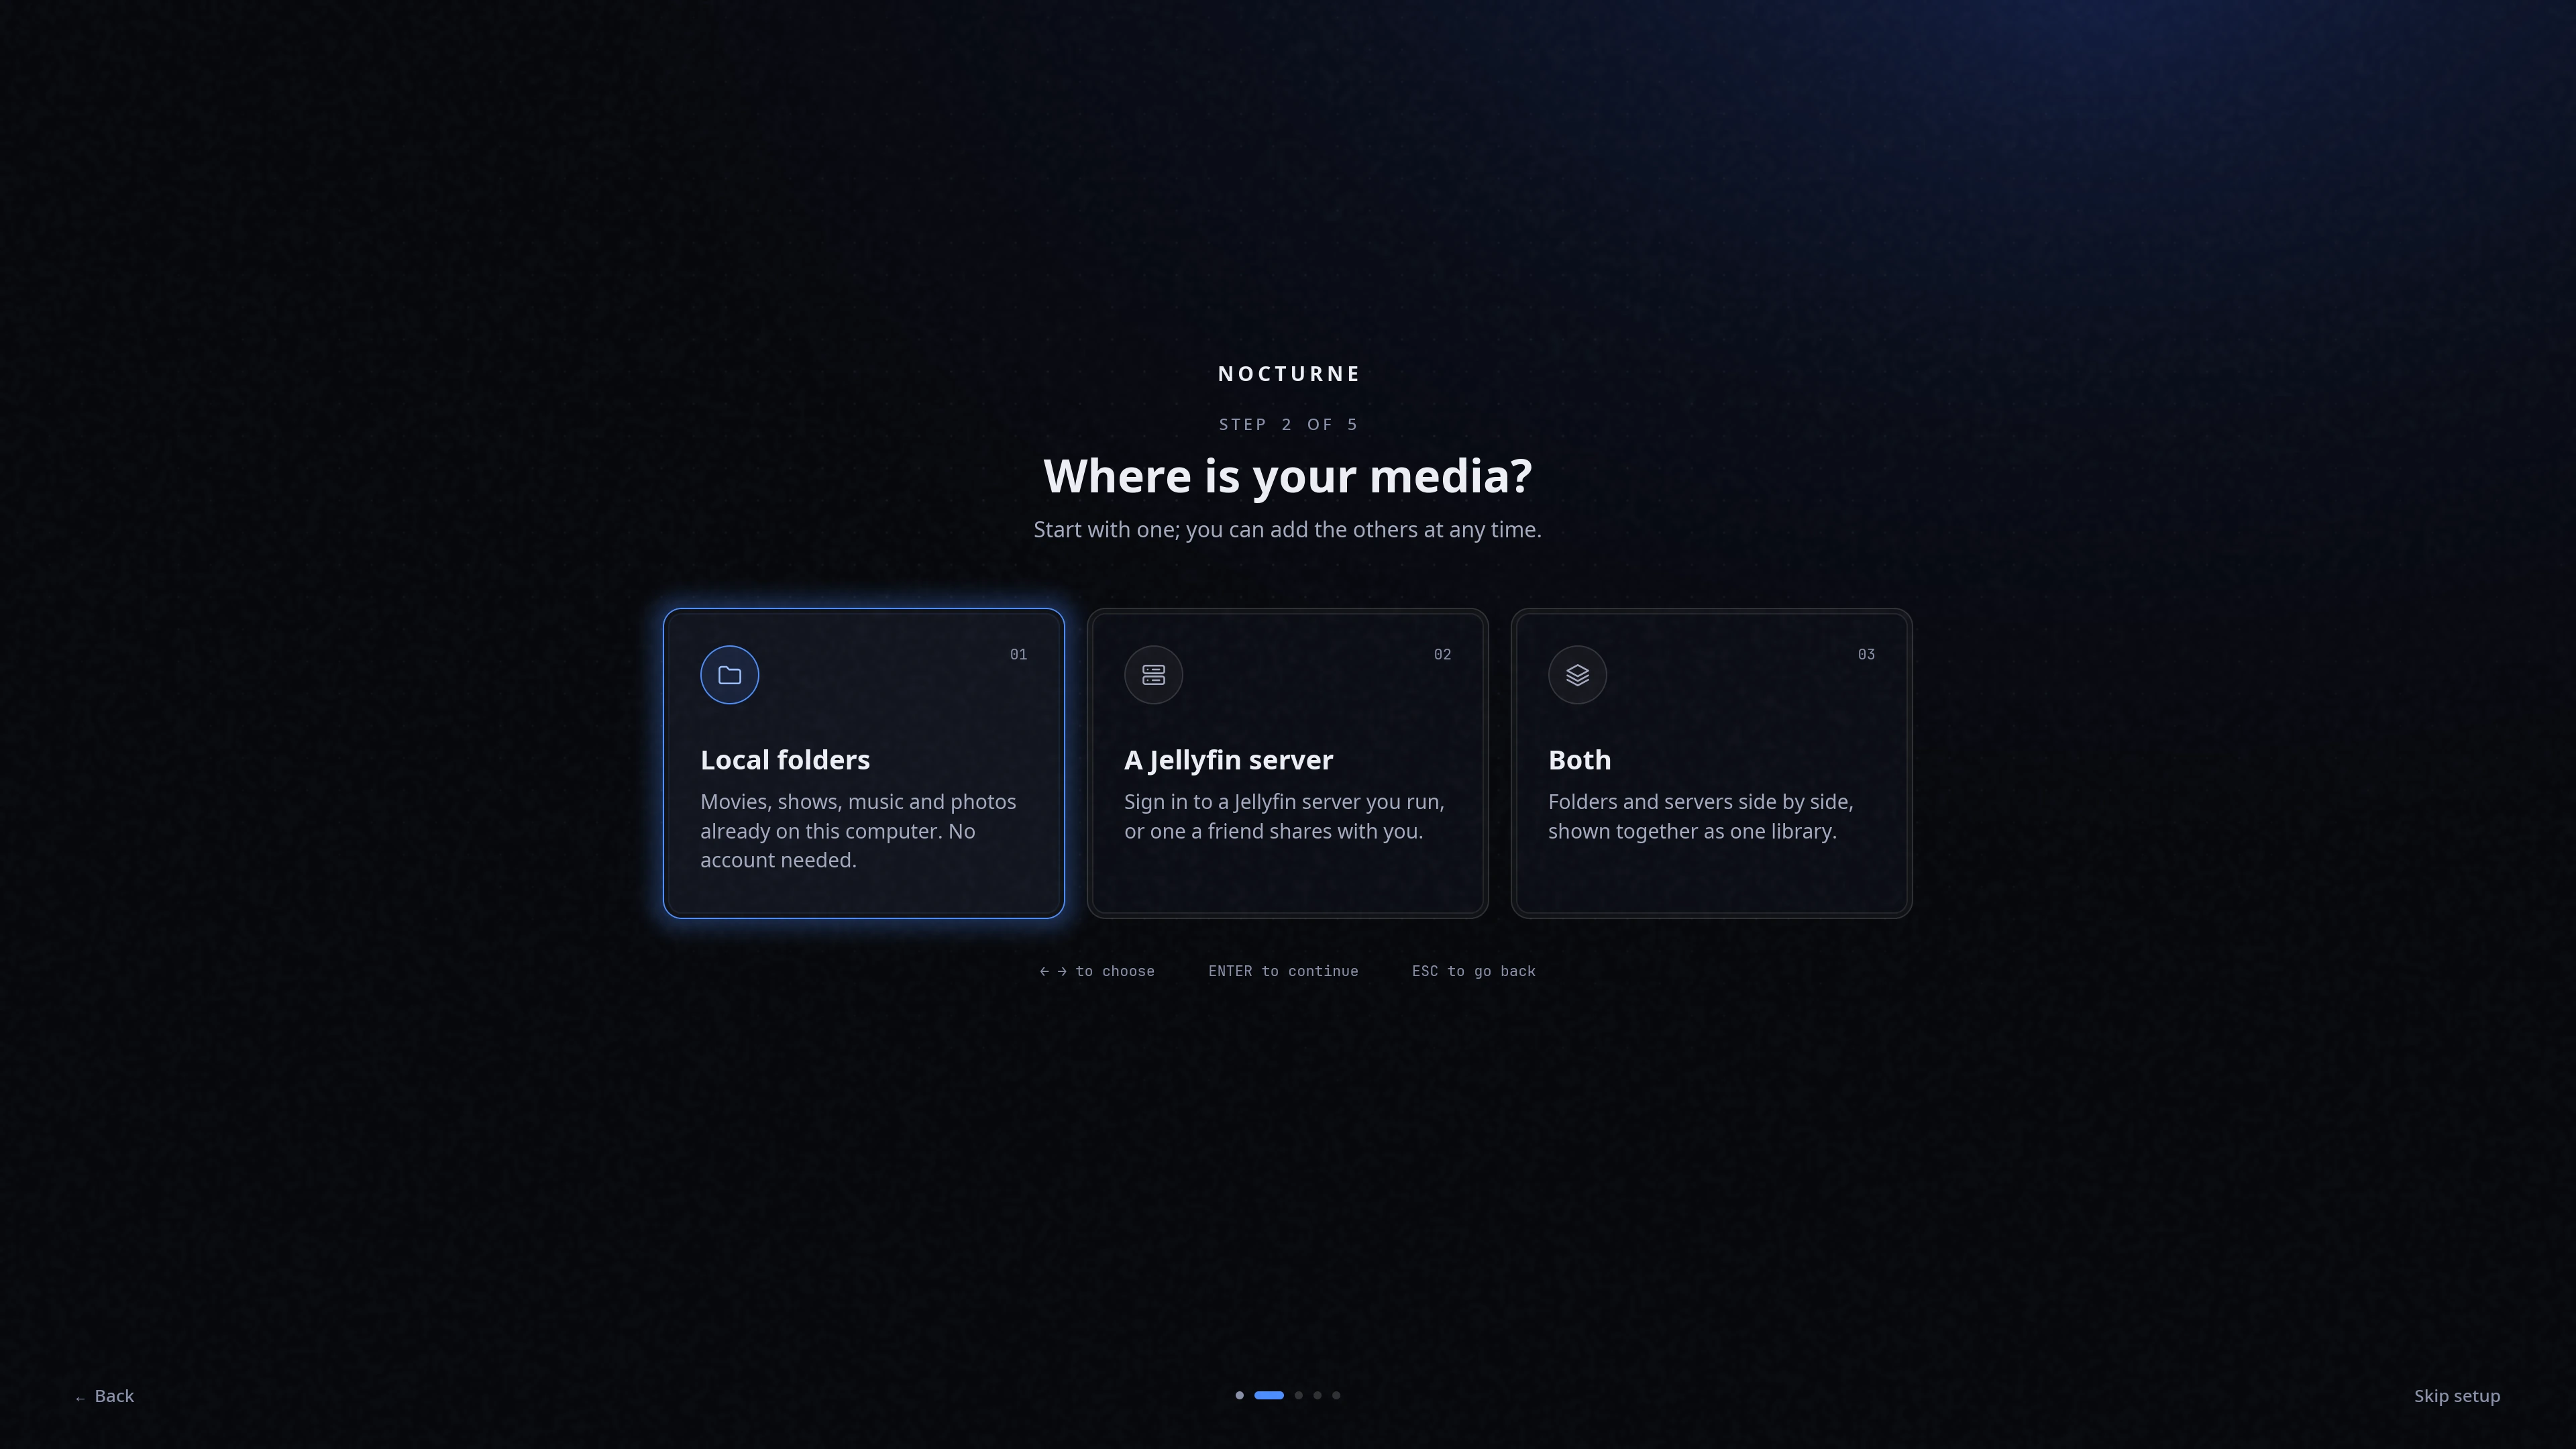 NOCTURNE
STEP 2 OF 5
Where is your media?
Start with one; you can add the others at any time.
01
Local folders
Movies, shows, music and photos
already on this computer. No
account needed.
02
A Jellyfin server
Sign in to a Jellyfin server you run,
or one a friend shares with you.
03
Both
Folders and servers side by side,
shown together as one library.
← → to choose
ENTER to continue
ESC to go back
← Back
Skip setup